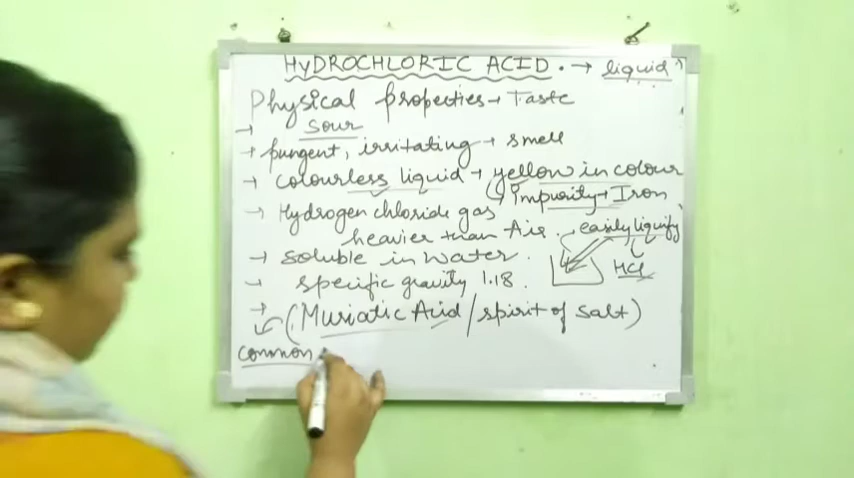 HYDROCHLORIC ACID. → liquid
Physical properties → Taste
→ sour
→ pungent, irritating → smell
→ colourless liquid → yellow in colour
impurity → Iron
→ Hydrogen chloride gas
heavier than Air. easily liquify
HCl
→ soluble in water.
→ specific gravity 1.18.
→ (Muriatic Acid / spirit of salt)
common